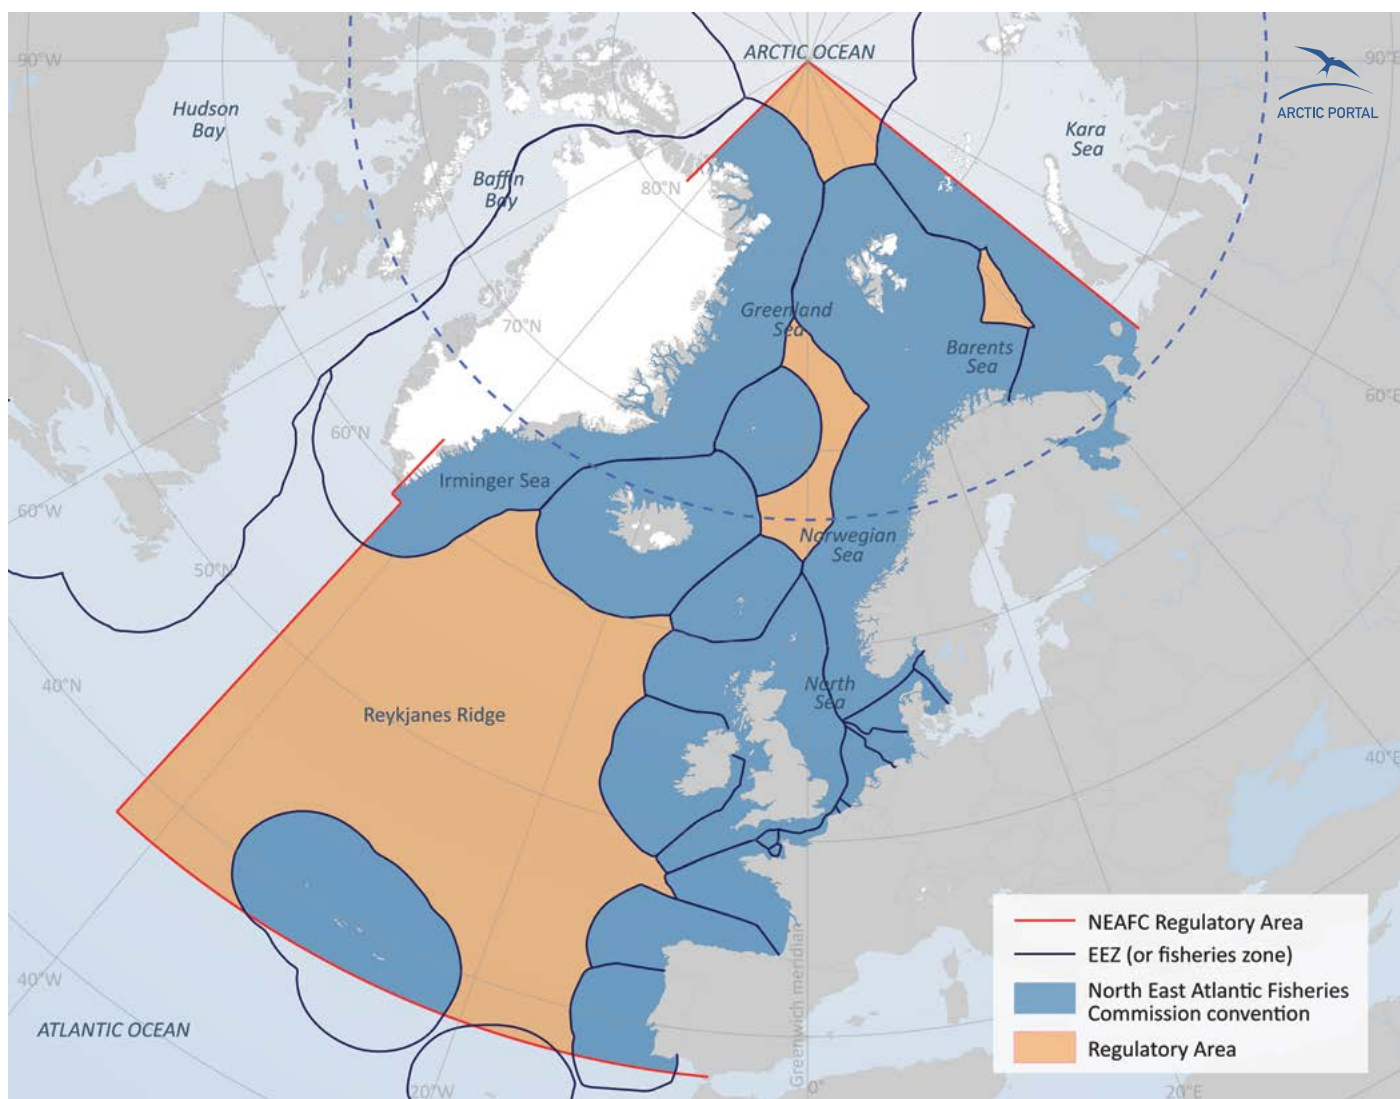 ARCTIC OCEAN
90°W
90°E
ARCTIC PORTAL
Hudson
Bay
Kara
Sea
Baffin
Bay
80°N
Greenland
Sea
70°N
Barents
Sea
60°E
60°N
Irminger Sea
60°W
Norwegian
Sea
50°N
40°N
North
Sea
Reykjanes Ridge
40°E
NEAFC Regulatory Area
EEZ (or fisheries zone)
North East Atlantic Fisheries
Commission convention
Regulatory Area
Greenwich meridian
40°W
ATLANTIC OCEAN
20°W
0°
20°E